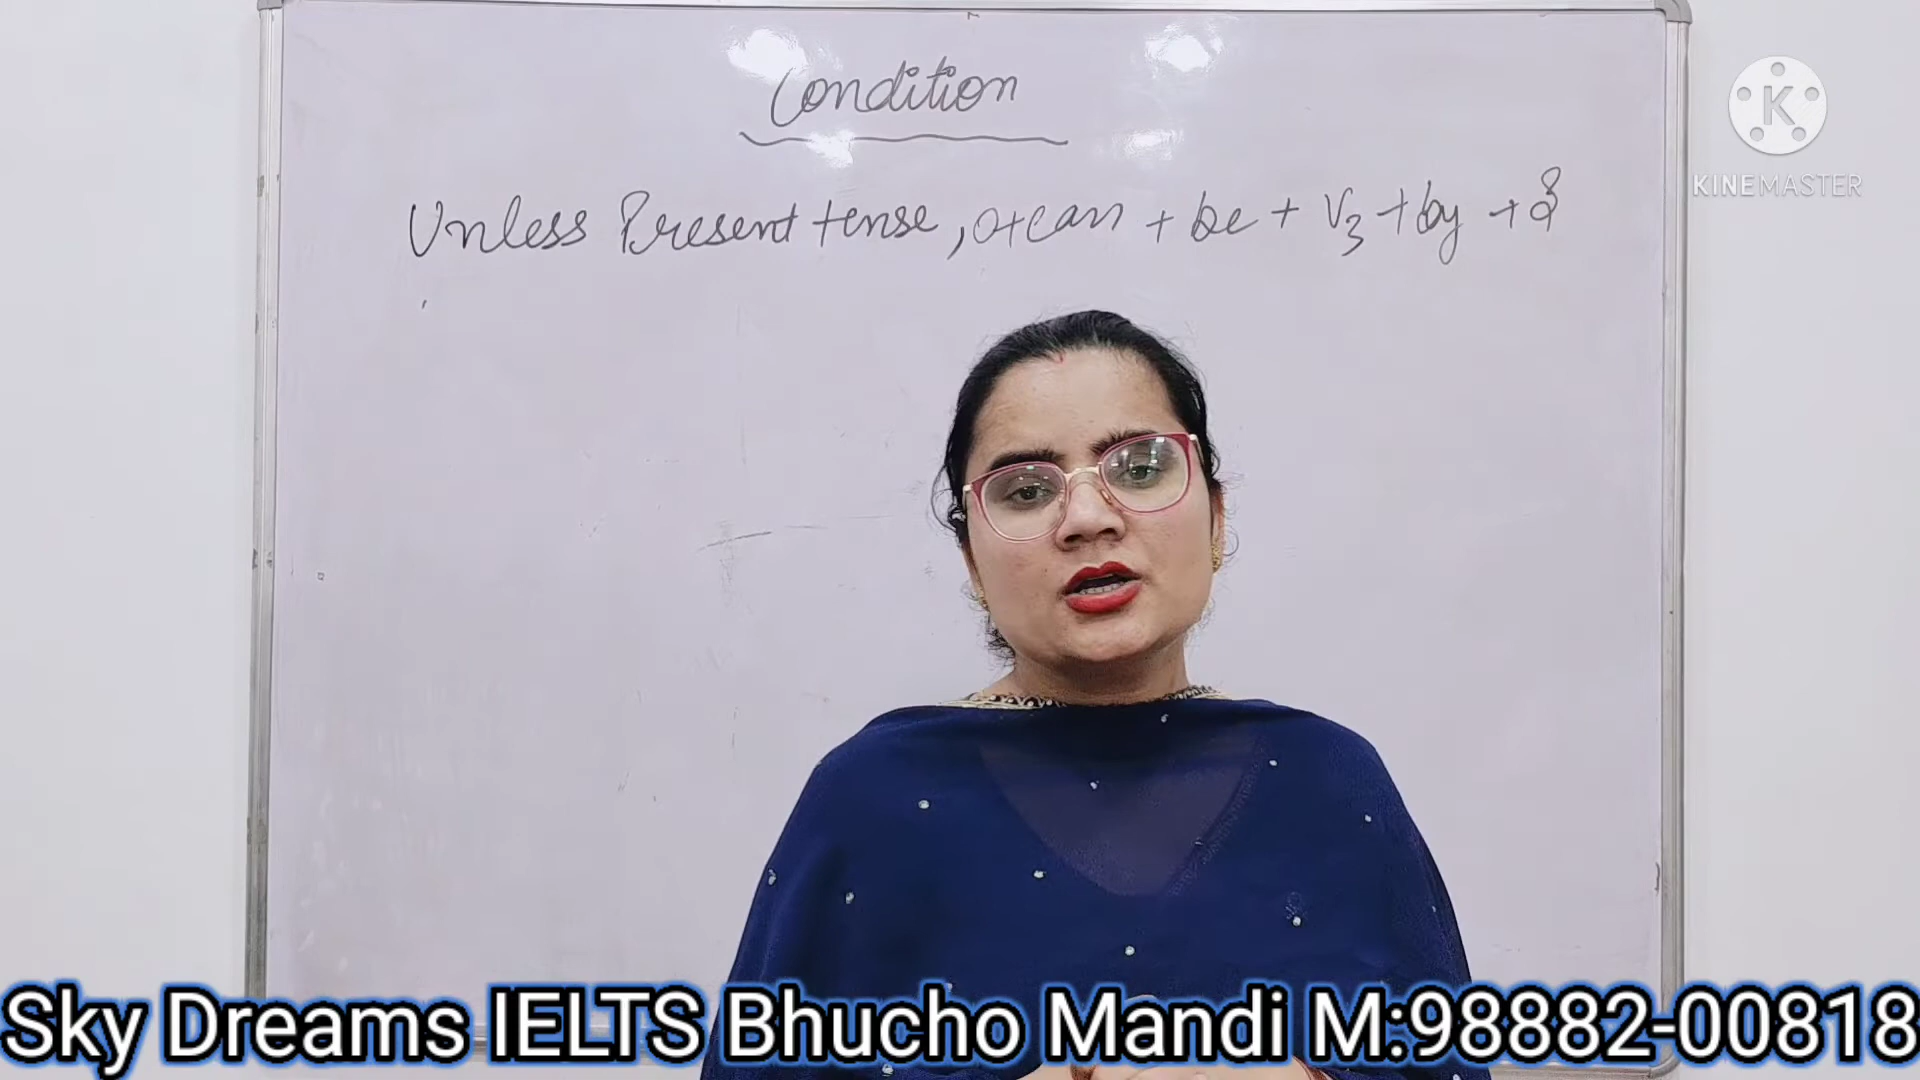 Condition
Unless Present tense, O+can + be + V3 + by + S
K
KINEMASTER
Sky Dreams IELTS Bhucho Mandi M:98882-00818